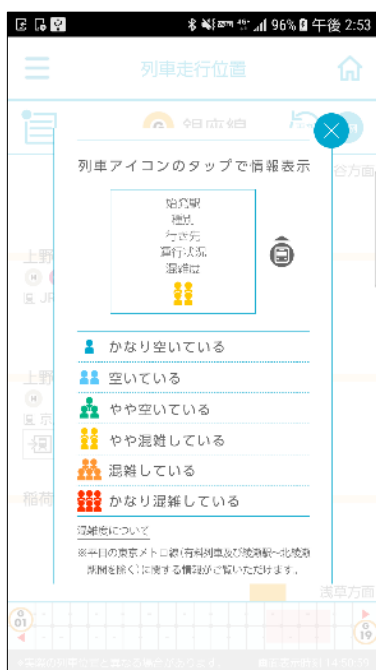 96% 午後 2:53
列車走行位置
G 銀座線
列車アイコンのタップで情報表示
始発駅
種別
行き先
運行状況
混雑度
かなり空いている
空いている
やや空いている
やや混雑している
混雑している
かなり混雑している
混雑度について
※平日の東京メトロ線(有料列車及び綾瀬駅~北綾瀬
駅間を除く)に関する情報がご覧いただけます。
上野
H
JR
上野
H
稲荷
浅草方面
G
01
G
19